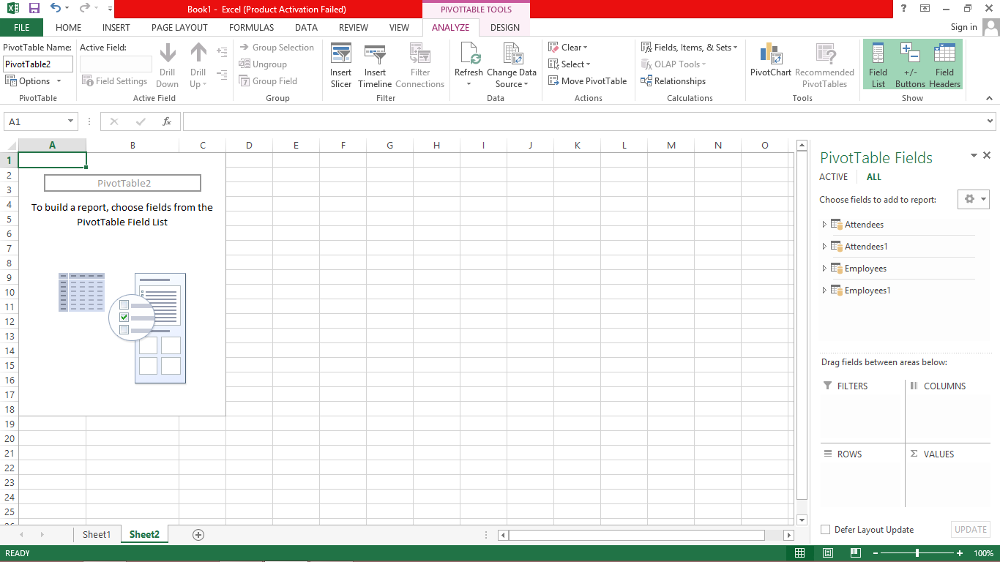 Book1 - Excel (Product Activation Failed)
PIVOTTABLE TOOLS
?
FILE HOME INSERT PAGE LAYOUT FORMULAS DATA REVIEW VIEW ANALYZE DESIGN
Sign in
PivotTable Name:
PivotTable2
Options
PivotTable
Active Field:
Field Settings
Drill
Down
Drill
Up
Active Field
Group Selection
Ungroup
Group Field
Group
Insert
Slicer
Insert
Timeline
Filter
Connections
Filter
Refresh
Change Data
Source
Data
Clear
Select
Move PivotTable
Actions
Fields, Items, & Sets
OLAP Tools
Relationships
Calculations
PivotChart
Recommended
PivotTables
Tools
Field
List
+/-
Buttons
Field
Headers
Show
A1
fx
A B C D E F G H I J K L M N O
1
2
3
4
5
6
7
8
9
10
11
12
13
14
15
16
17
18
19
20
21
22
23
24
25
26
PivotTable2
To build a report, choose fields from the
PivotTable Field List
PivotTable Fields
ACTIVE ALL
Choose fields to add to report:
Attendees
Attendees1
Employees
Employees1
Drag fields between areas below:
FILTERS
COLUMNS
ROWS
Σ VALUES
Defer Layout Update
UPDATE
Sheet1 Sheet2
READY
100%